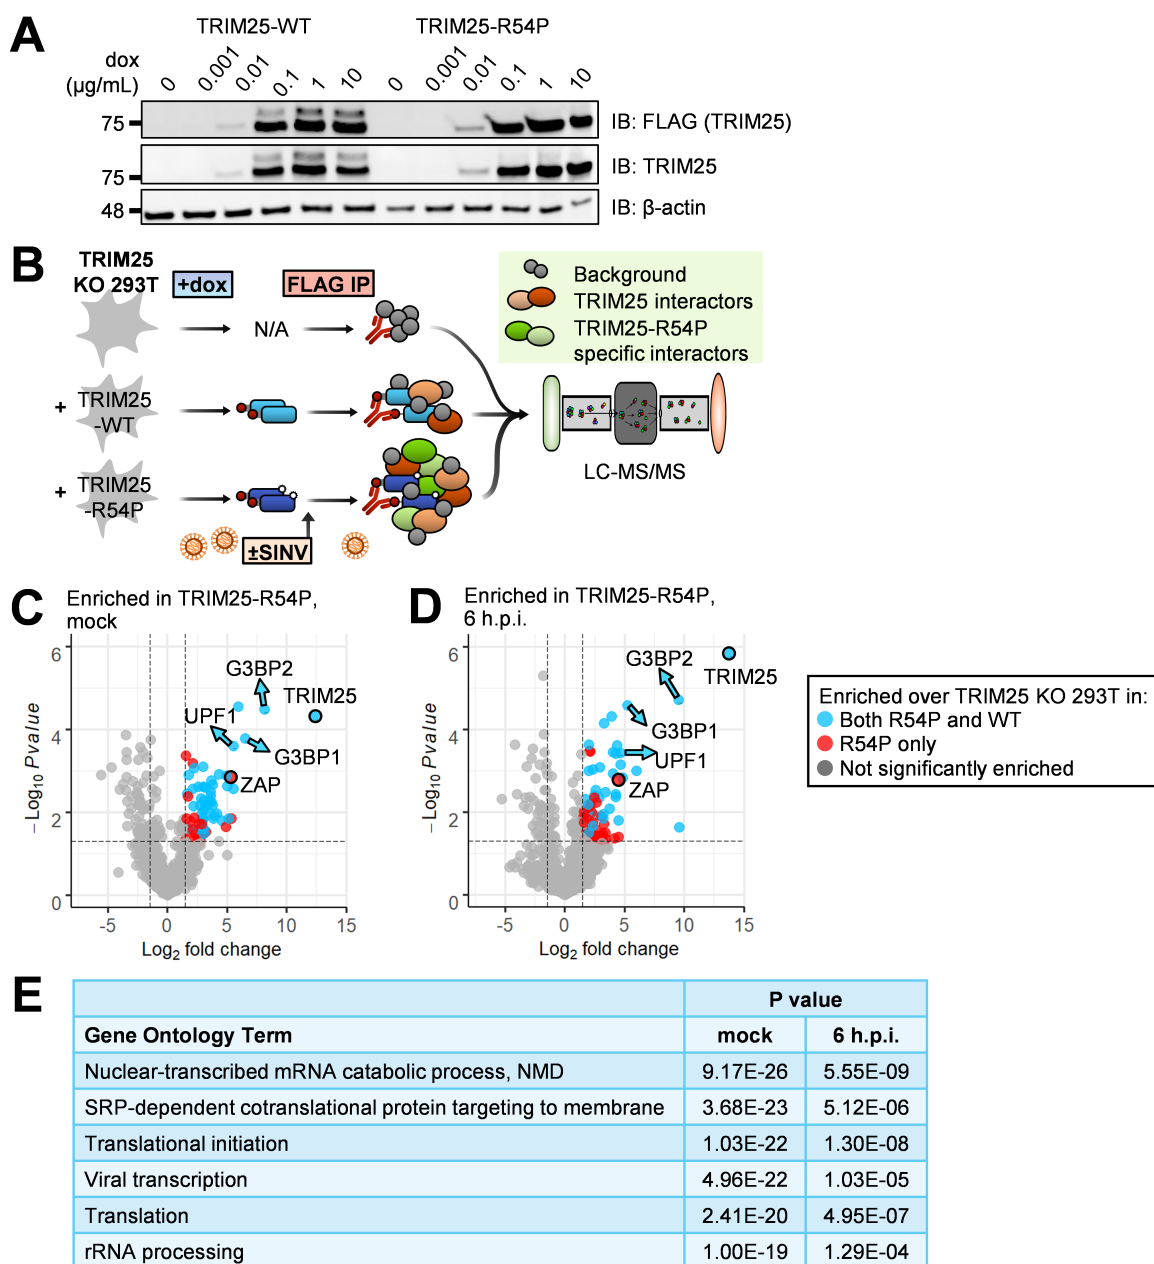 A
TRIM25-WT TRIM25-R54P
dox
(µg/mL)
0 0.001 0.01 0.1 1 10 0 0.001 0.01 0.1 1 10
75 IB: FLAG (TRIM25)
75 IB: TRIM25
48 IB: β-actin
B
TRIM25
KO 293T
+dox
FLAG IP
N/A
Background
TRIM25 interactors
TRIM25-R54P
specific interactors
+ TRIM25
-WT
+ TRIM25
-R54P
±SINV
LC-MS/MS
C
Enriched in TRIM25-R54P,
mock
G3BP2
TRIM25
UPF1
G3BP1
ZAP
6
4
2
0
−Log10 Pvalue
-5 0 5 10 15
Log2 fold change
D
Enriched in TRIM25-R54P,
6 h.p.i.
G3BP2
TRIM25
G3BP1
UPF1
ZAP
6
4
2
0
−Log10 Pvalue
-5 0 5 10 15
Log2 fold change
Enriched over TRIM25 KO 293T in:
Both R54P and WT
R54P only
Not significantly enriched
E
P value
Gene Ontology Term mock 6 h.p.i.
Nuclear-transcribed mRNA catabolic process, NMD 9.17E-26 5.55E-09
SRP-dependent cotranslational protein targeting to membrane 3.68E-23 5.12E-06
Translational initiation 1.03E-22 1.30E-08
Viral transcription 4.96E-22 1.03E-05
Translation 2.41E-20 4.95E-07
rRNA processing 1.00E-19 1.29E-04